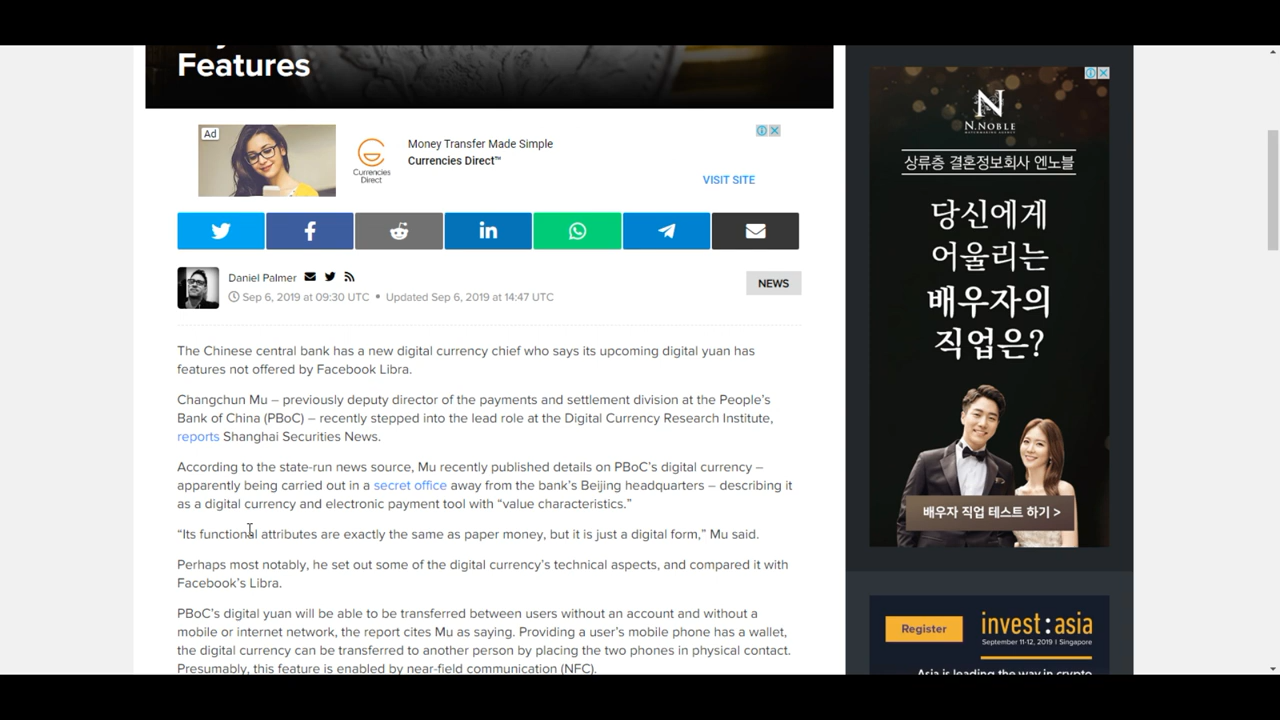 Features
Ad
Currencies
Direct
Money Transfer Made Simple
Currencies Direct™
VISIT SITE
Daniel Palmer
Sep 6, 2019 at 09:30 UTC • Updated Sep 6, 2019 at 14:47 UTC
NEWS
The Chinese central bank has a new digital currency chief who says its upcoming digital yuan has
features not offered by Facebook Libra.
Changchun Mu – previously deputy director of the payments and settlement division at the People's
Bank of China (PBoC) – recently stepped into the lead role at the Digital Currency Research Institute,
reports Shanghai Securities News.
According to the state-run news source, Mu recently published details on PBoC's digital currency –
apparently being carried out in a secret office away from the bank's Beijing headquarters – describing it
as a digital currency and electronic payment tool with “value characteristics.”
“Its functional attributes are exactly the same as paper money, but it is just a digital form,” Mu said.
Perhaps most notably, he set out some of the digital currency's technical aspects, and compared it with
Facebook's Libra.
PBoC's digital yuan will be able to be transferred between users without an account and without a
mobile or internet network, the report cites Mu as saying. Providing a user's mobile phone has a wallet,
the digital currency can be transferred to another person by placing the two phones in physical contact.
Presumably, this feature is enabled by near-field communication (NFC).
N
N.NOBLE
상류층 결혼정보회사 엔노블
당신에게
어울리는
배우자의
직업은?
배우자 직업 테스트 하기 >
Register
invest:asia
September 11-12, 2019 | Singapore
Asia is leading the way in crypto